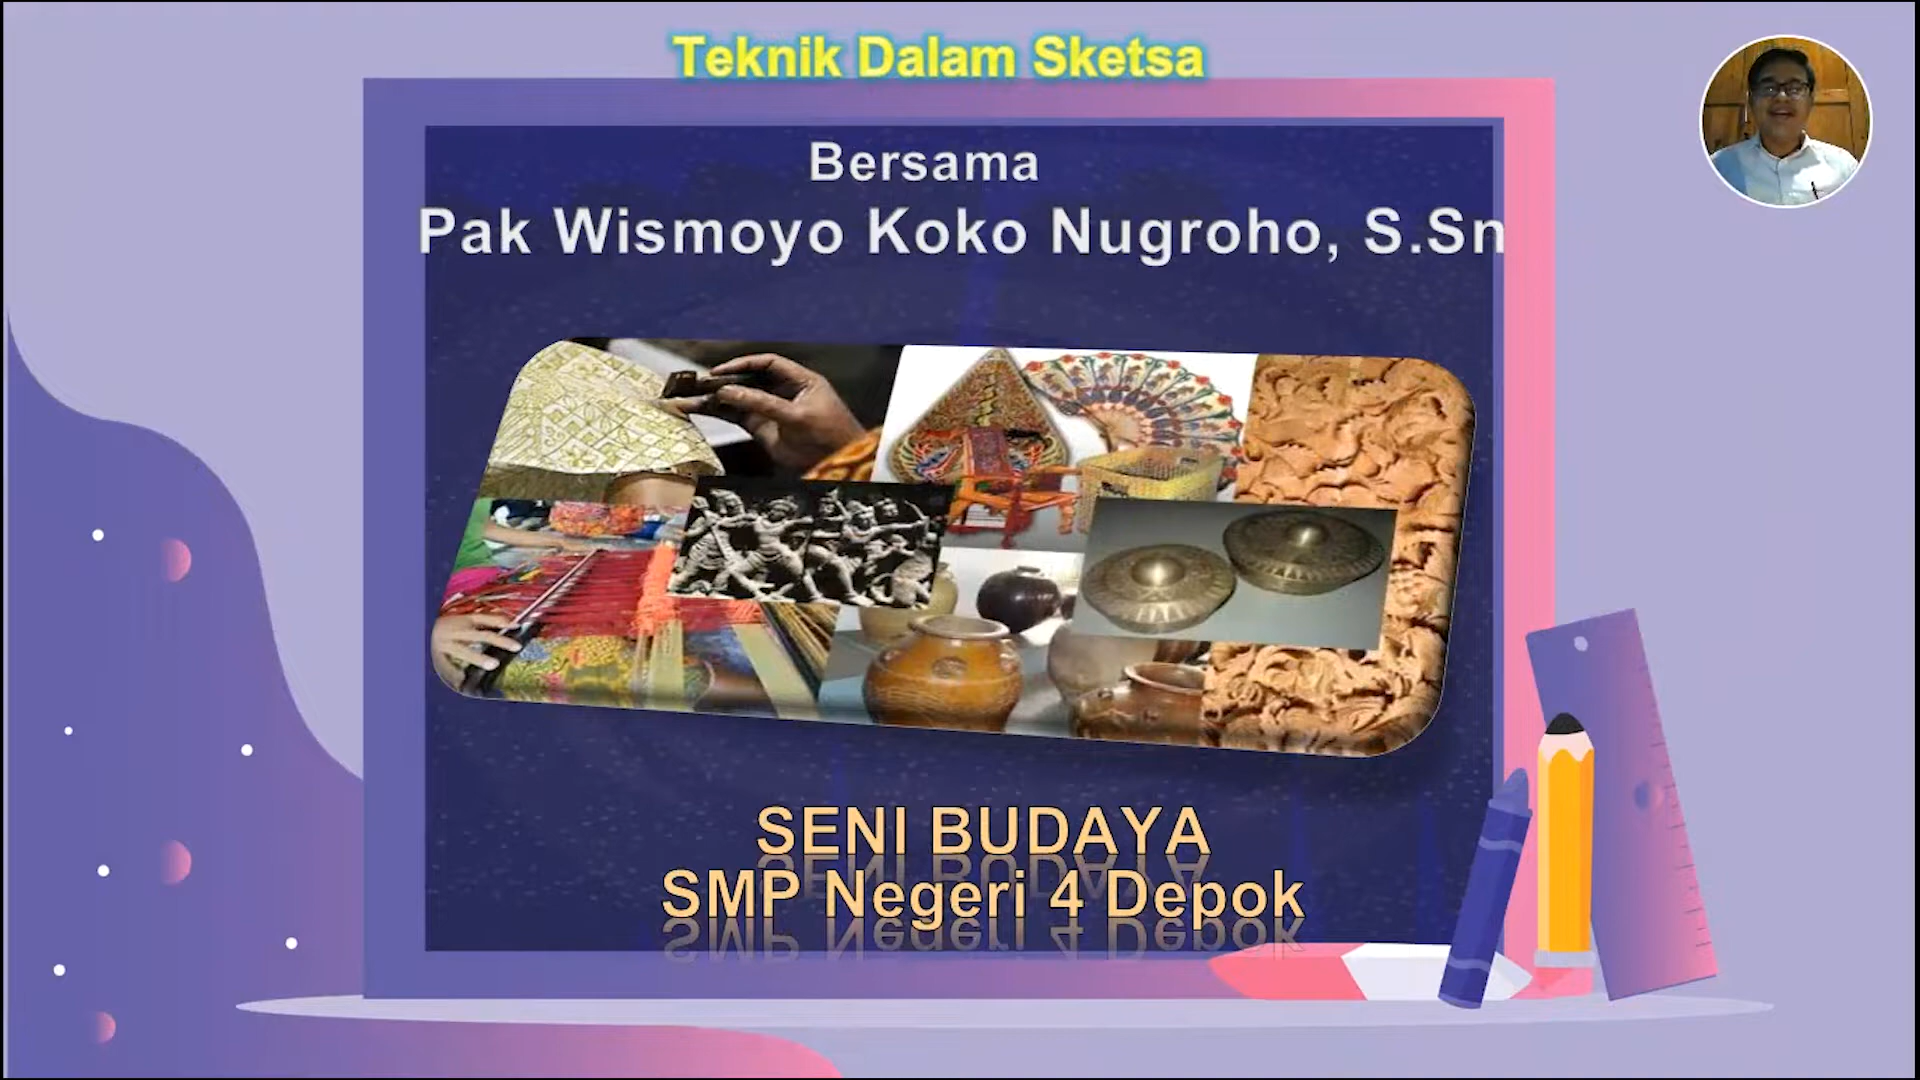 Teknik Dalam Sketsa
Bersama
Pak Wismoyo Koko Nugroho, S.Sn
SENI BUDAYA
SMP Negeri 4 Depok